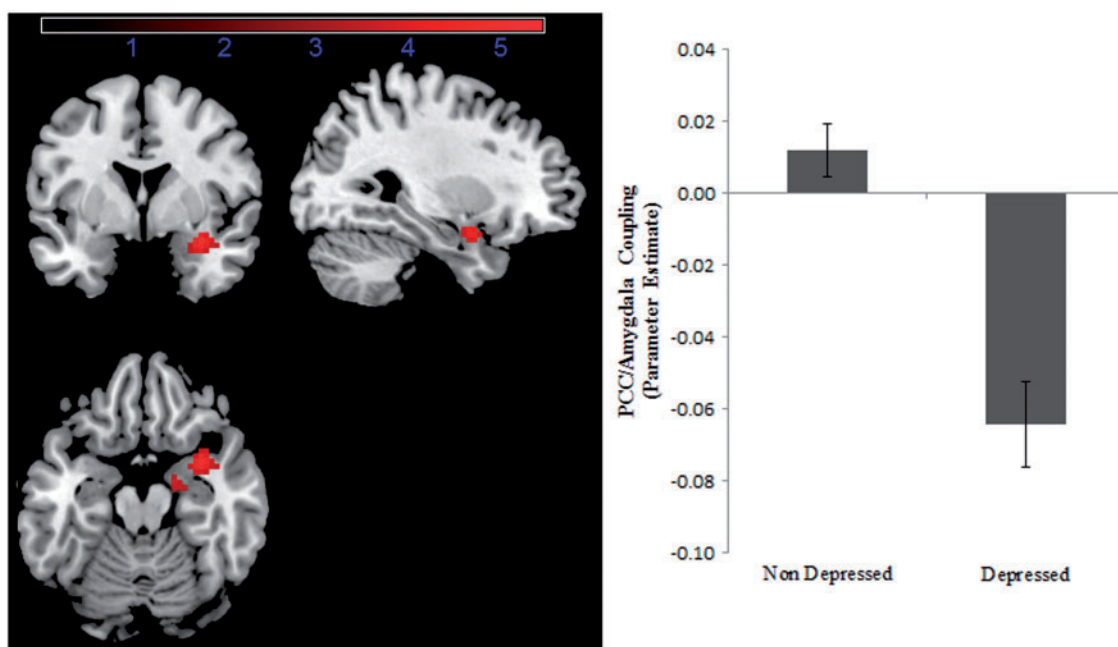 1 2 3 4 5
PCC/Amygdala Coupling
(Parameter Estimate)
0.04
0.02
0.00
-0.02
-0.04
-0.06
-0.08
-0.10
Non Depressed
Depressed